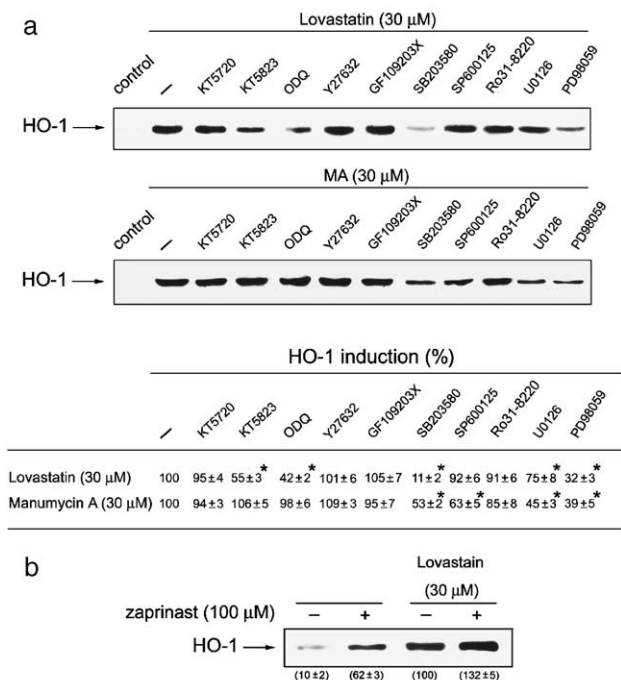 a
Lovastatin (30 μM)
control — KT5720 KT5823 ODQ Y27632 GF109203X SB203580 SP600125 Ro31-8220 U0126 PD98059
HO-1
MA (30 μM)
control — KT5720 KT5823 ODQ Y27632 GF109203X SB203580 SP600125 Ro31-8220 U0126 PD98059
HO-1
HO-1 induction (%)
— KT5720 KT5823 ODQ Y27632 GF109203X SB203580 SP600125 Ro31-8220 U0126 PD98059
Lovastatin (30 μM) 100 95±4 55±3* 42±2* 101±6 105±7 11±2* 92±6 91±6 75±8* 32±3*
Manumycin A (30 μM) 100 94±3 106±5 98±6 109±3 95±7 53±2* 63±5* 85±8 45±3* 39±5*
b
Lovastain
(30 μM)
zaprinast (100 μM) − + − +
HO-1
(10±2) (62±3) (100) (132±5)